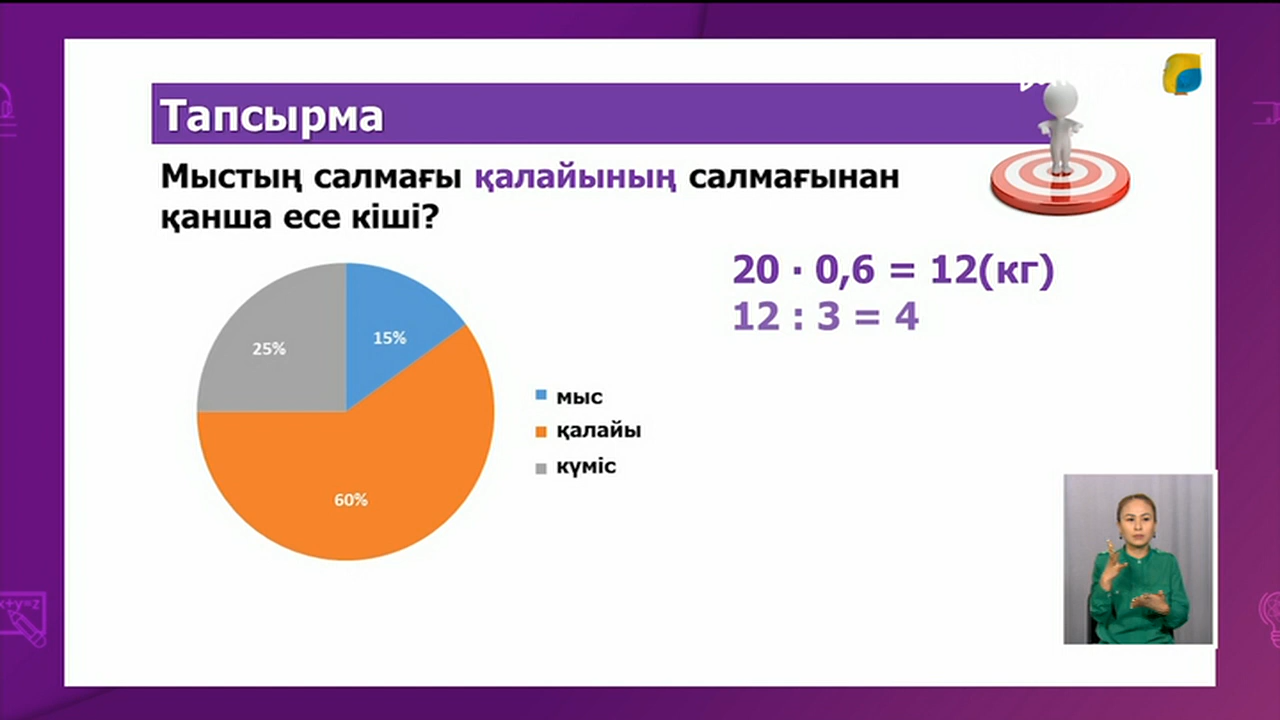 Тапсырма
Мыстың салмағы қалайының салмағынан
қанша есе кіші?
20 · 0,6 = 12(кг)
12 : 3 = 4
25%
15%
60%
мыс
қалайы
күміс
x+y=z